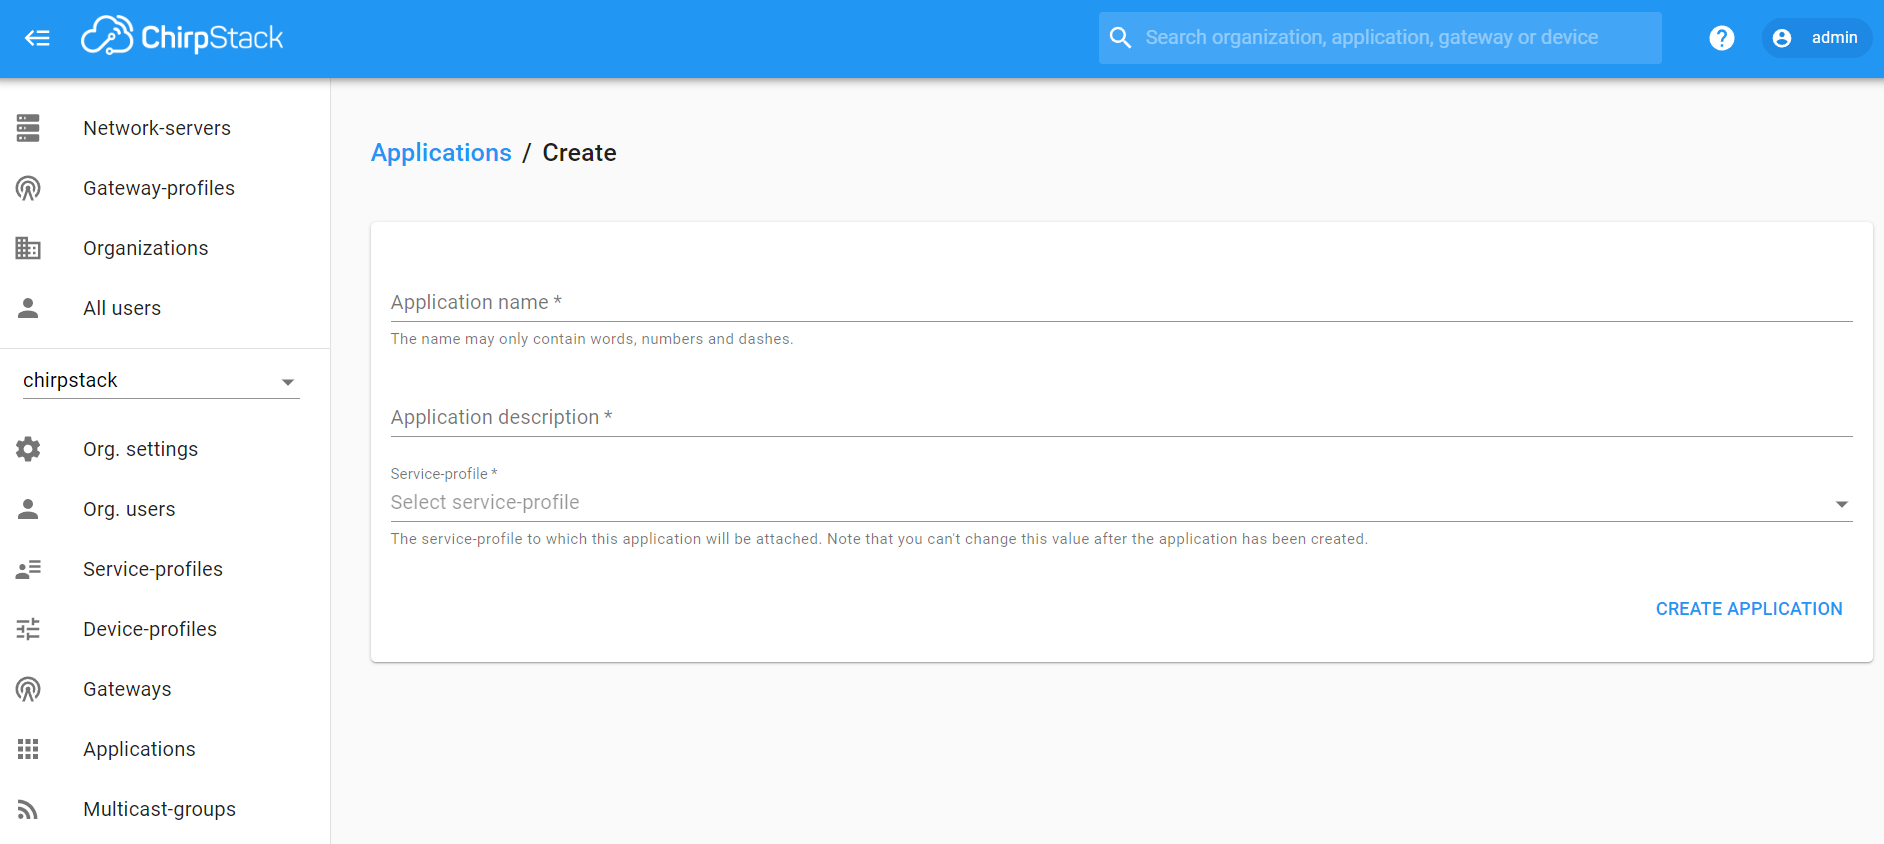 ChirpStack
Search organization, application, gateway or device
?
admin
Network-servers
Gateway-profiles
Organizations
All users
chirpstack
Org. settings
Org. users
Service-profiles
Device-profiles
Gateways
Applications
Multicast-groups
Applications / Create
Application name *
The name may only contain words, numbers and dashes.
Application description *
Service-profile *
Select service-profile
The service-profile to which this application will be attached. Note that you can't change this value after the application has been created.
CREATE APPLICATION